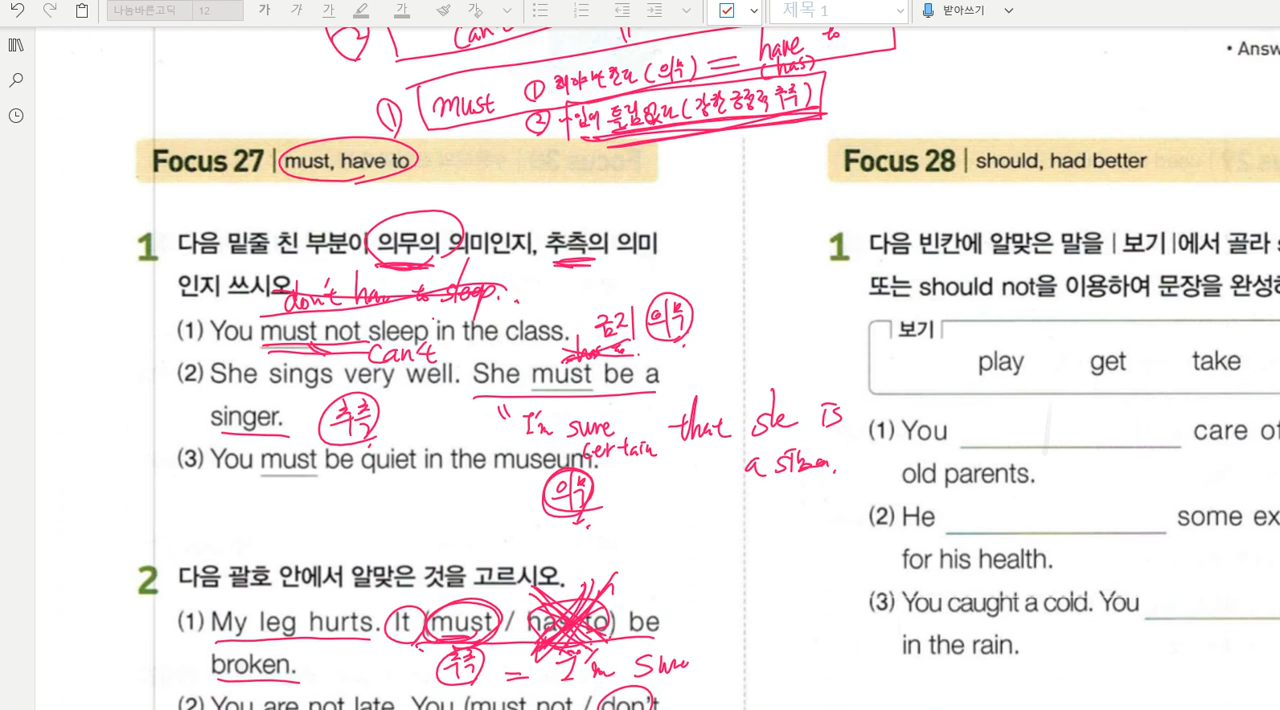 나눔바른고딕 12 가 가 가 가 가 제목 1 받아쓰기
can't
have to
(has)
must ① 해야만 한다 (의무) =
② 임에 틀림없다 (강한 긍정적 추측)
①
• Answ
Focus 27 | must, have to
1 다음 밑줄 친 부분이 의무의 의미인지, 추측의 의미
인지 쓰시오.
don't have to sleep..
(1) You must not sleep in the class.
금지 의무
can't
(2) She sings very well. She must be a
singer.
추측
" I'm sure that she is
certain
(3) You must be quiet in the museum.
의무
2 다음 괄호 안에서 알맞은 것을 고르시오.
(1) My leg hurts. It (must / has to) be
broken.
추측 = I'm sure
(2) You are not late. You (must not / don't
Focus 28 | should, had better
1 다음 빈칸에 알맞은 말을 | 보기 |에서 골라 s
또는 should not을 이용하여 문장을 완성하
보기
play get take
(1) You care of
old parents.
(2) He some ex
for his health.
(3) You caught a cold. You
in the rain.